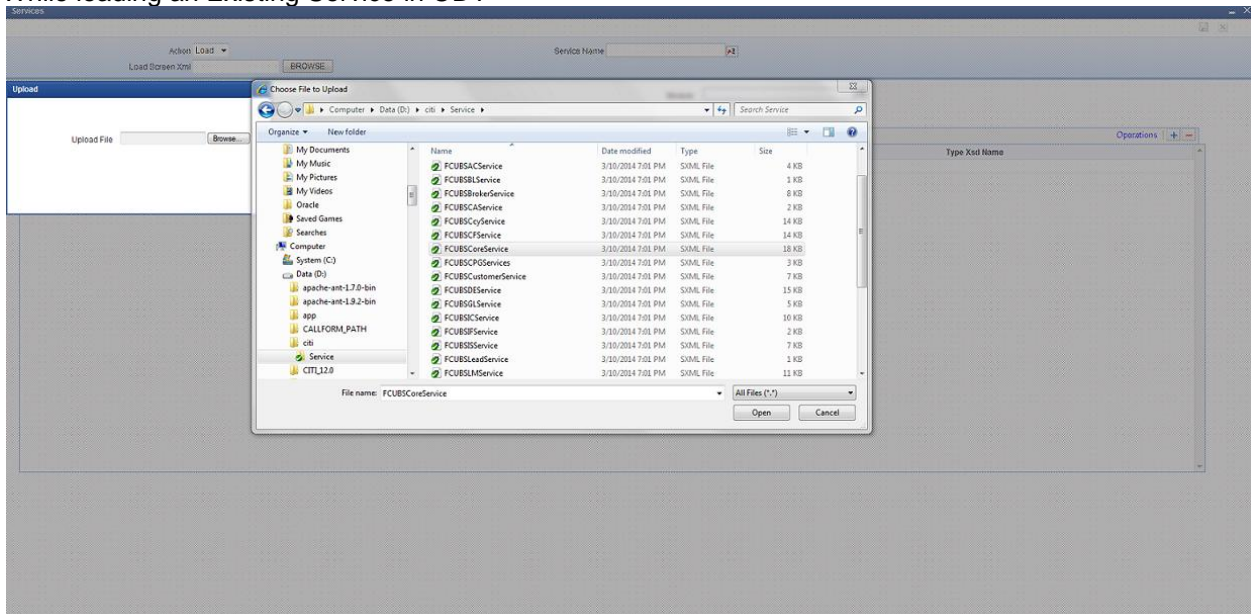 While loading an Existing Service in ODT
Services
Action Load
Service Name
Load Screen Xml BROWSE
Upload
Choose File to Upload
Computer Data (D:) citi Service
Search Service
Upload File Browse...
Organize New folder
Operations + -
Type Xsd Name
Name Date modified Type Size
My Documents
My Music
My Pictures
My Videos
Oracle
Saved Games
Searches
Computer
System (C:)
Data (D:)
apache-ant-1.7.0-bin
apache-ant-1.9.2-bin
app
CALLFORM_PATH
citi
Service
CITI_12.0
FCUBSACService 3/10/2014 7:01 PM SXML File 4 KB
FCUBSBLService 3/10/2014 7:01 PM SXML File 1 KB
FCUBSBrokerService 3/10/2014 7:01 PM SXML File 8 KB
FCUBSCAService 3/10/2014 7:01 PM SXML File 2 KB
FCUBSCcyService 3/10/2014 7:01 PM SXML File 14 KB
FCUBSCFService 3/10/2014 7:01 PM SXML File 14 KB
FCUBSCoreService 3/10/2014 7:01 PM SXML File 18 KB
FCUBSCPGServices 3/10/2014 7:01 PM SXML File 3 KB
FCUBSCustomerService 3/10/2014 7:01 PM SXML File 7 KB
FCUBSDEService 3/10/2014 7:01 PM SXML File 15 KB
FCUBSGLService 3/10/2014 7:01 PM SXML File 5 KB
FCUBSICService 3/10/2014 7:01 PM SXML File 10 KB
FCUBSIFService 3/10/2014 7:01 PM SXML File 2 KB
FCUBSISService 3/10/2014 7:01 PM SXML File 7 KB
FCUBSLeadService 3/10/2014 7:01 PM SXML File 1 KB
FCUBSLMService 3/10/2014 7:01 PM SXML File 11 KB
File name: FCUBSCoreService
All Files (*.*)
Open Cancel